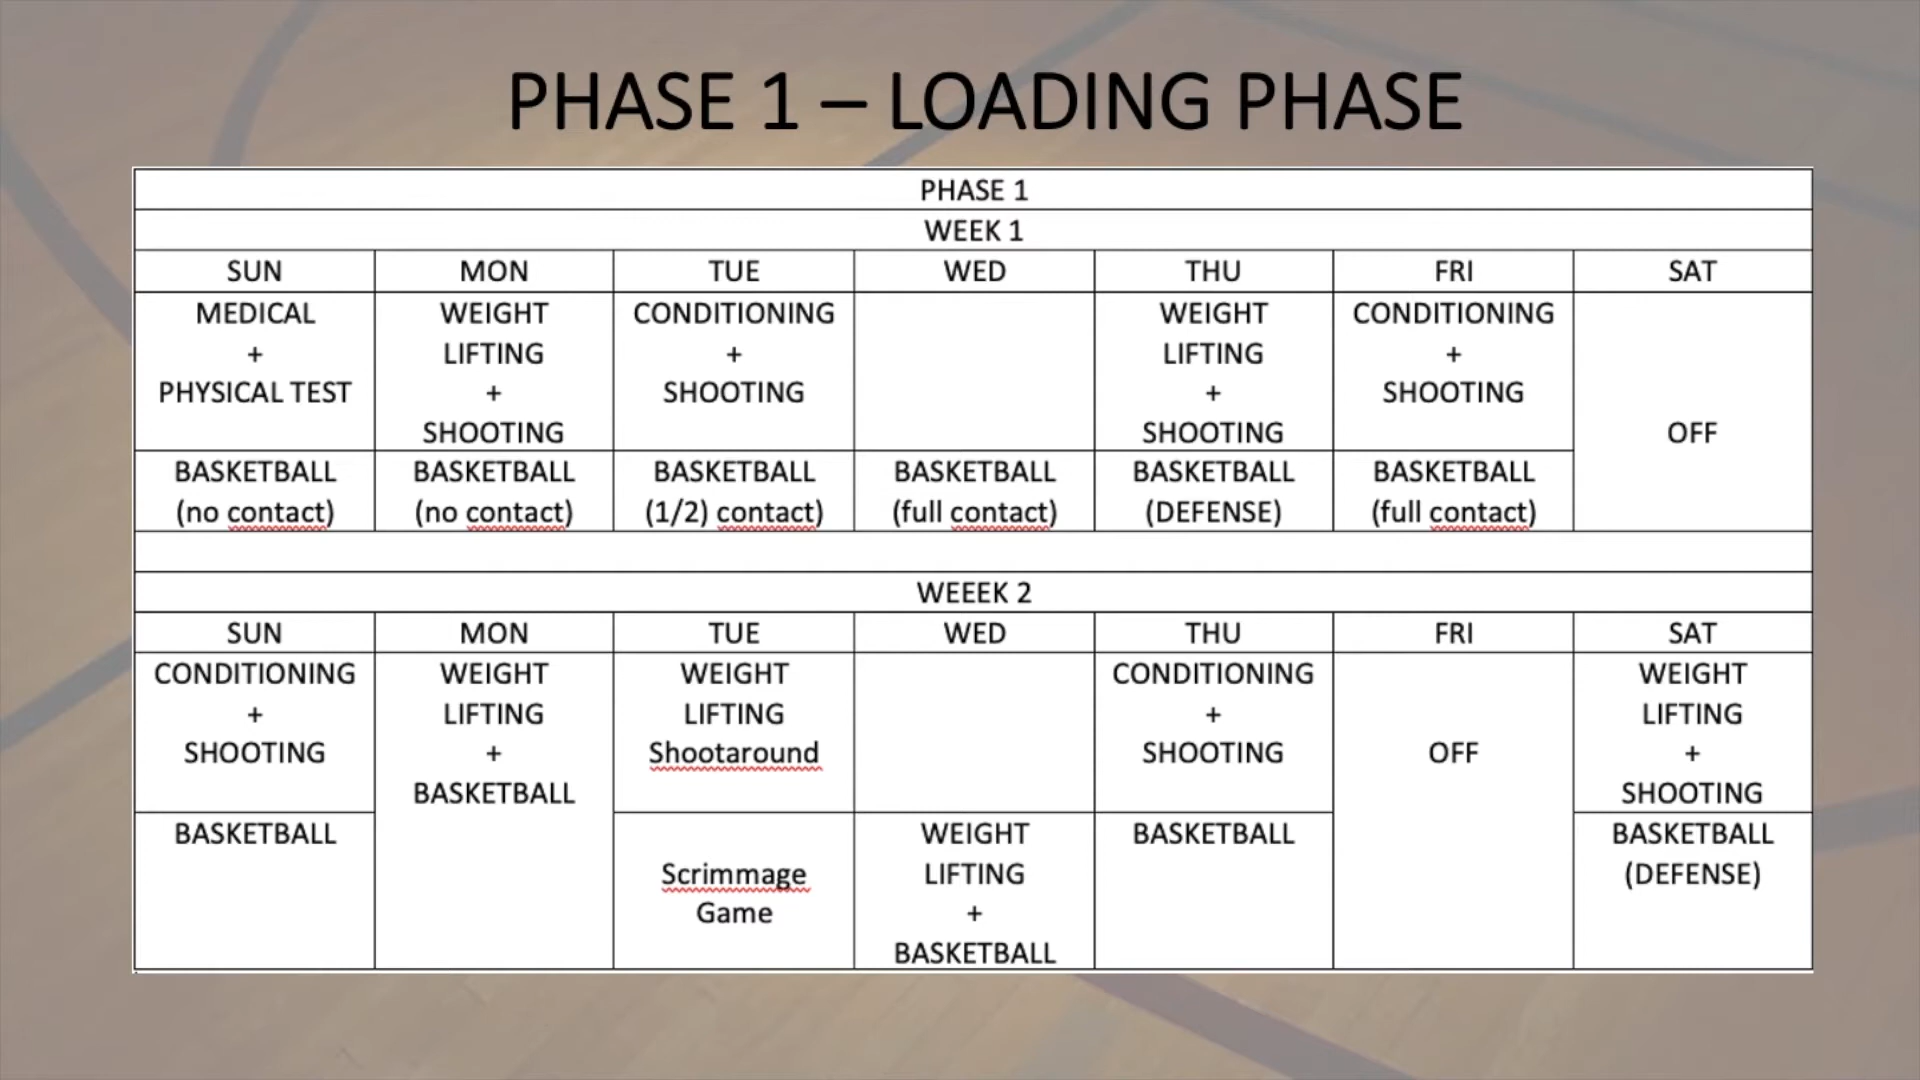 PHASE 1 – LOADING PHASE
PHASE 1
WEEK 1
SUN MON TUE WED THU FRI SAT
MEDICAL
+
PHYSICAL TEST
WEIGHT
LIFTING
+
SHOOTING
CONDITIONING
+
SHOOTING
WEIGHT
LIFTING
+
SHOOTING
CONDITIONING
+
SHOOTING
OFF
BASKETBALL
(no contact)
BASKETBALL
(no contact)
BASKETBALL
(1/2) contact)
BASKETBALL
(full contact)
BASKETBALL
(DEFENSE)
BASKETBALL
(full contact)
WEEEK 2
SUN MON TUE WED THU FRI SAT
CONDITIONING
+
SHOOTING
WEIGHT
LIFTING
+
BASKETBALL
WEIGHT
LIFTING
Shootaround
CONDITIONING
+
SHOOTING
OFF
WEIGHT
LIFTING
+
SHOOTING
BASKETBALL
Scrimmage
Game
WEIGHT
LIFTING
+
BASKETBALL
BASKETBALL
BASKETBALL
(DEFENSE)